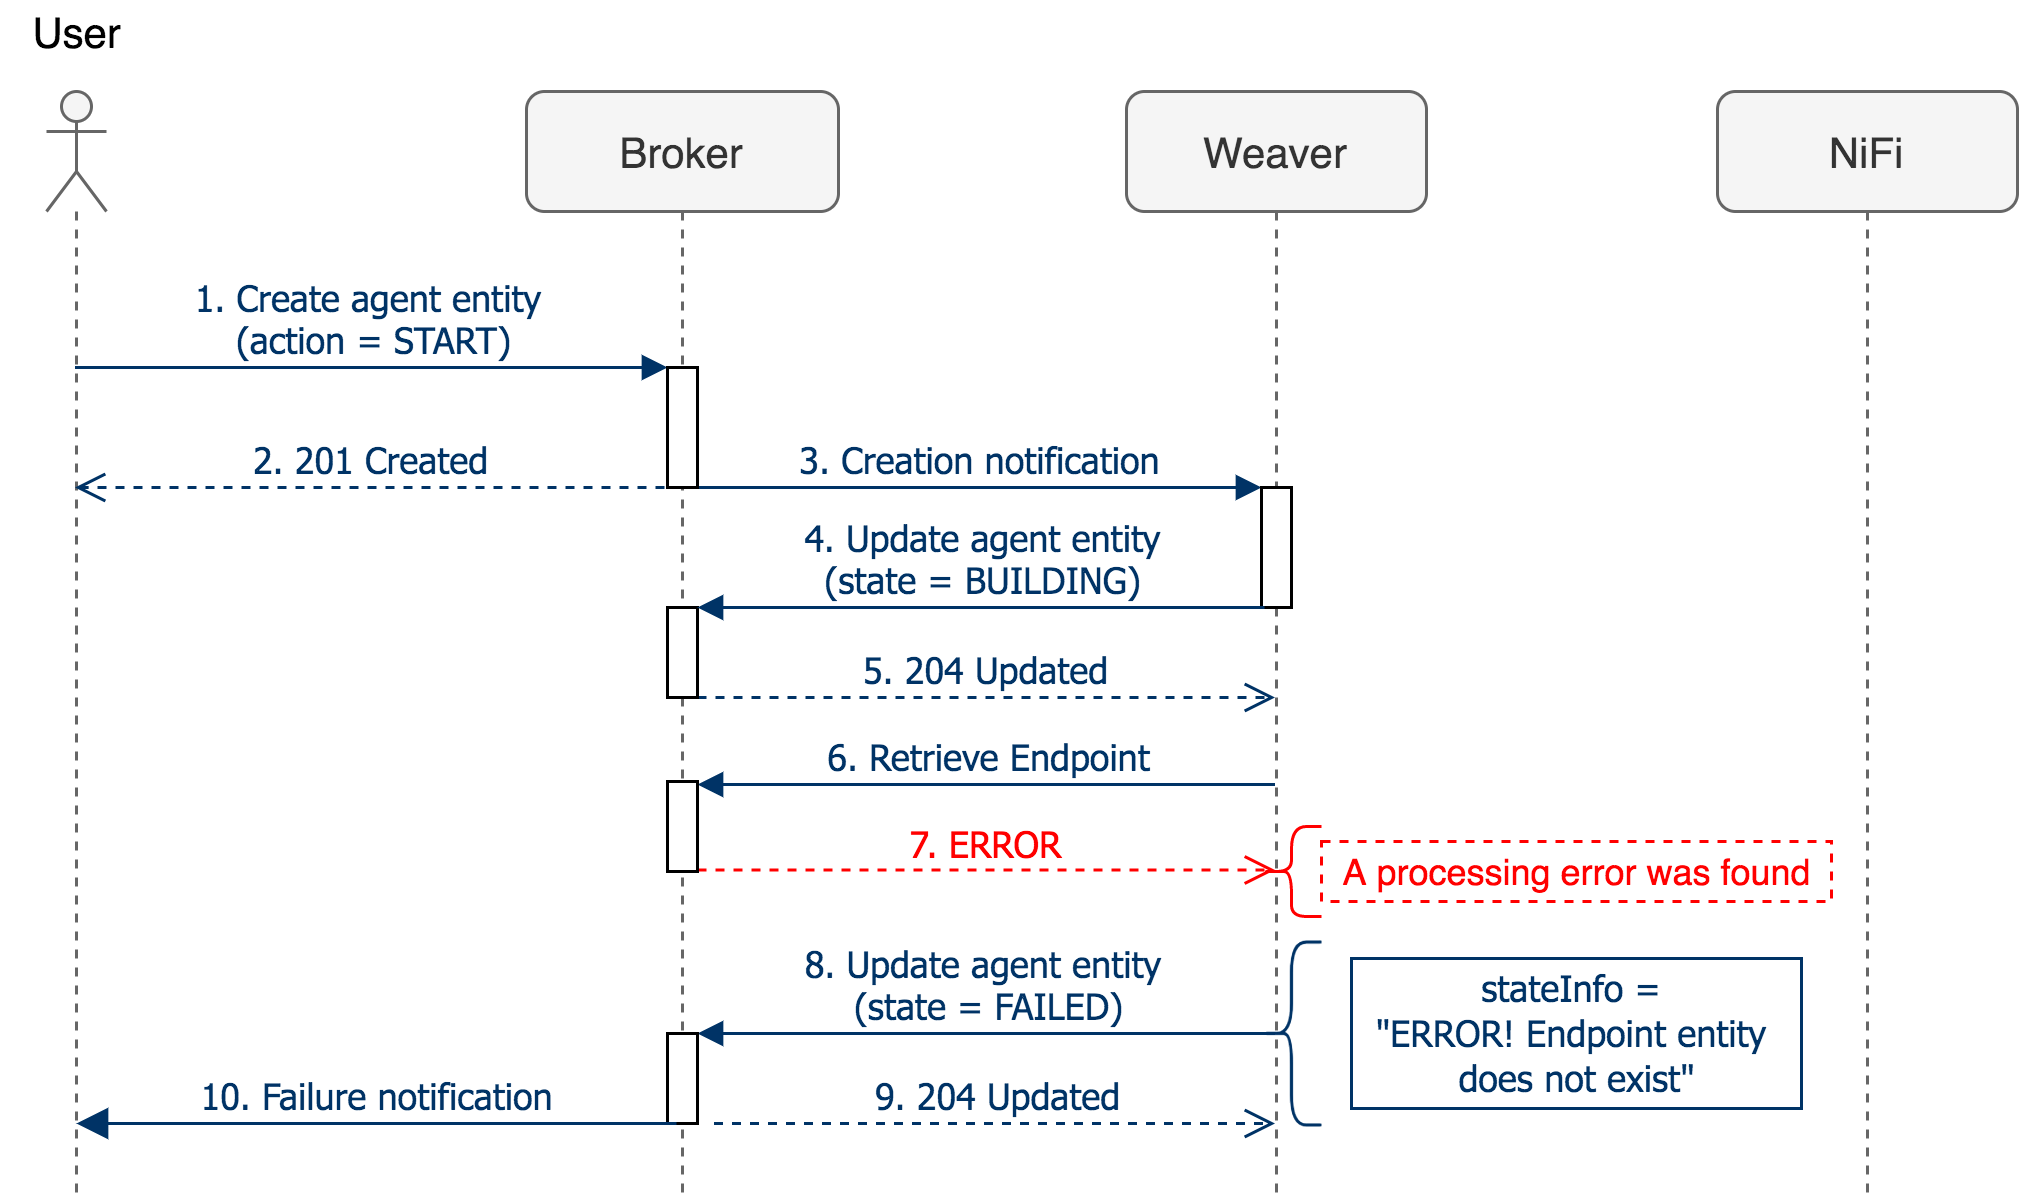 User
Broker
Weaver
NiFi
1. Create agent entity
(action = START)
2. 201 Created
3. Creation notification
4. Update agent entity
(state = BUILDING)
5. 204 Updated
6. Retrieve Endpoint
7. ERROR
A processing error was found
8. Update agent entity
(state = FAILED)
stateInfo =
"ERROR! Endpoint entity
does not exist"
10. Failure notification
9. 204 Updated